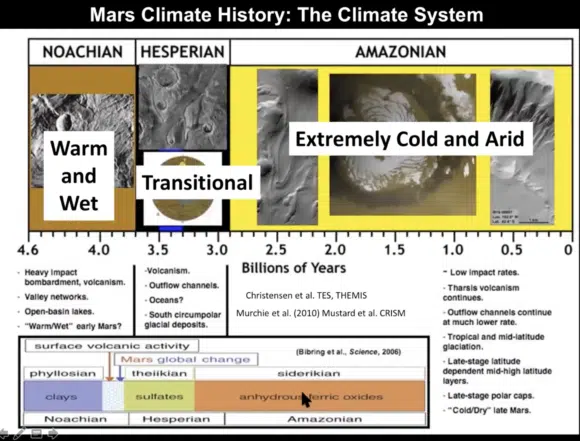 Mars Climate History: The Climate System
NOACHIAN HESPERIAN AMAZONIAN
Warm and Wet
Transitional
Extremely Cold and Arid
4.6 4.0 3.5 3.0 2.5 2.0 1.5 1.0 0.5 0
Billions of Years
- Heavy impact
bombardment, volcanism.
- Valley networks.
- Open-basin lakes.
- "Warm/Wet" early Mars?
-Volcanism.
- Outflow channels.
- Oceans?
- South circumpolar
glacial deposits.
Christensen et al. TES, THEMIS
Murchie et al. (2010) Mustard et al. CRISM
- Low impact rates.
- Tharsis volcanism
continues.
- Outflow channels continue
at much lower rate.
- Tropical and mid-latitude
glaciation.
- Late-stage latitude
dependent mid-high latitude
layers.
- Late-stage polar caps.
- "Cold/Dry" late Mars.
surface volcanic activity
(Bibring et al., Science, 2006)
Mars global change
phyllosian theiikian siderikian
clays sulfates anhydrous ferric oxides
Noachian Hesperian Amazonian